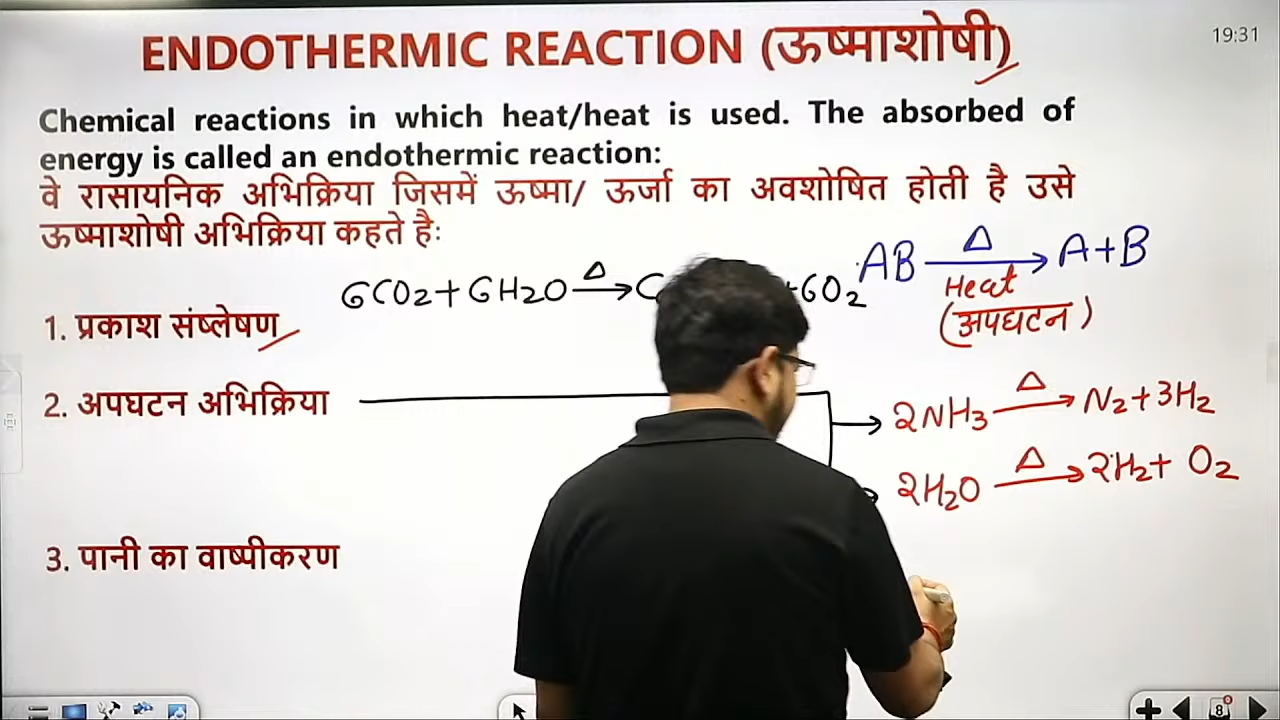 ENDOTHERMIC REACTION (ऊष्माशोषी)
19:31
Chemical reactions in which heat/heat is used. The absorbed of
energy is called an endothermic reaction:
वे रासायनिक अभिक्रिया जिसमें ऊष्मा/ ऊर्जा का अवशोषित होती है उसे
ऊष्माशोषी अभिक्रिया कहते है:
AB Δ→ A+B
Heat
(अपघटन)
6CO2+6H2O Δ→ C +6O2
1. प्रकाश संष्लेषण
2. अपघटन अभिक्रिया
2NH3 Δ→ N2+3H2
2H2O Δ→ 2H2+ O2
3. पानी का वाष्पीकरण
8